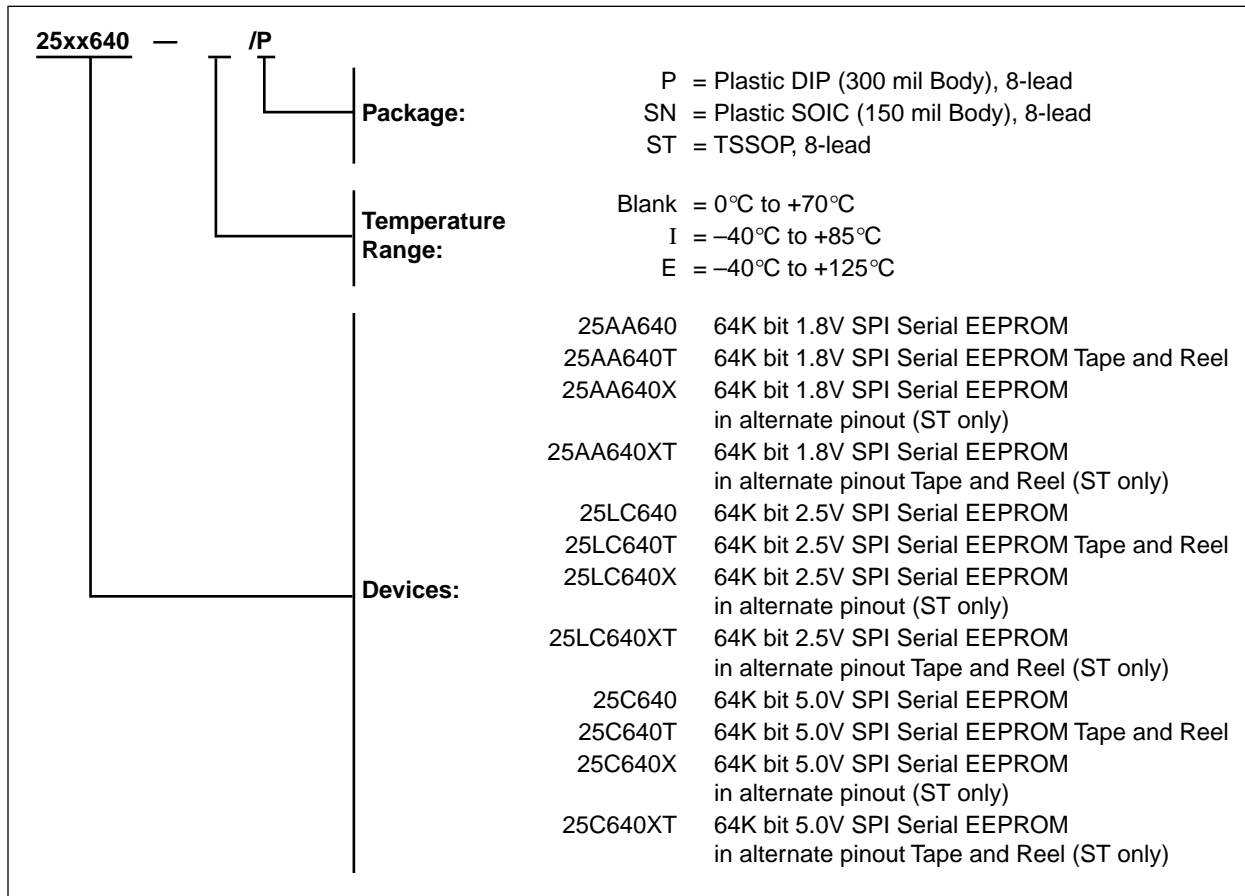 25xx640 — /P
Package:
P = Plastic DIP (300 mil Body), 8-lead
SN = Plastic SOIC (150 mil Body), 8-lead
ST = TSSOP, 8-lead
Temperature
Range:
Blank = 0°C to +70°C
I = –40°C to +85°C
E = –40°C to +125°C
Devices:
25AA640 64K bit 1.8V SPI Serial EEPROM
25AA640T 64K bit 1.8V SPI Serial EEPROM Tape and Reel
25AA640X 64K bit 1.8V SPI Serial EEPROM
in alternate pinout (ST only)
25AA640XT 64K bit 1.8V SPI Serial EEPROM
in alternate pinout Tape and Reel (ST only)
25LC640 64K bit 2.5V SPI Serial EEPROM
25LC640T 64K bit 2.5V SPI Serial EEPROM Tape and Reel
25LC640X 64K bit 2.5V SPI Serial EEPROM
in alternate pinout (ST only)
25LC640XT 64K bit 2.5V SPI Serial EEPROM
in alternate pinout Tape and Reel (ST only)
25C640 64K bit 5.0V SPI Serial EEPROM
25C640T 64K bit 5.0V SPI Serial EEPROM Tape and Reel
25C640X 64K bit 5.0V SPI Serial EEPROM
in alternate pinout (ST only)
25C640XT 64K bit 5.0V SPI Serial EEPROM
in alternate pinout Tape and Reel (ST only)